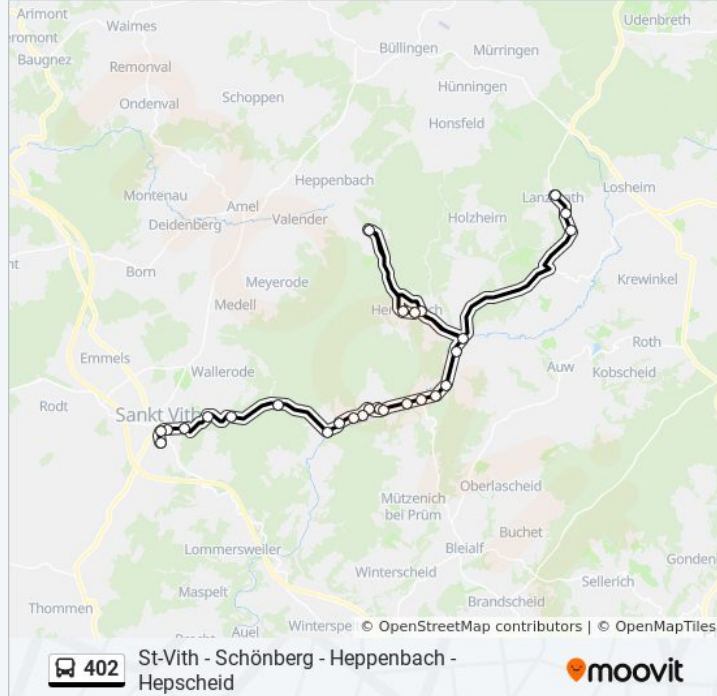 Arimont
Udenbreth
Waimes
Baugnez
Büllingen
Mürringen
Remonval
Hünningen
Schoppen
Ondenval
Honsfeld
Heppenbach
Losheim
Montenau
Amel
Holzheim
Valender
Deidenberg
Born
Krewinkel
Meyerode
Medell
Roth
Emmels
Auw
Kobscheid
Wallerode
Rodt
Sankt Vith
Oberlascheid
Mützenich
bei Prüm
Buchet
Lommersweiler
Bleialf
Winterscheid
Sellerich
Maspelt
Brandscheid
Thommen
Auel
© OpenStreetMap contributors | © OpenMapTiles
402
St-Vith - Schönberg - Heppenbach -
Hepscheid
moovit